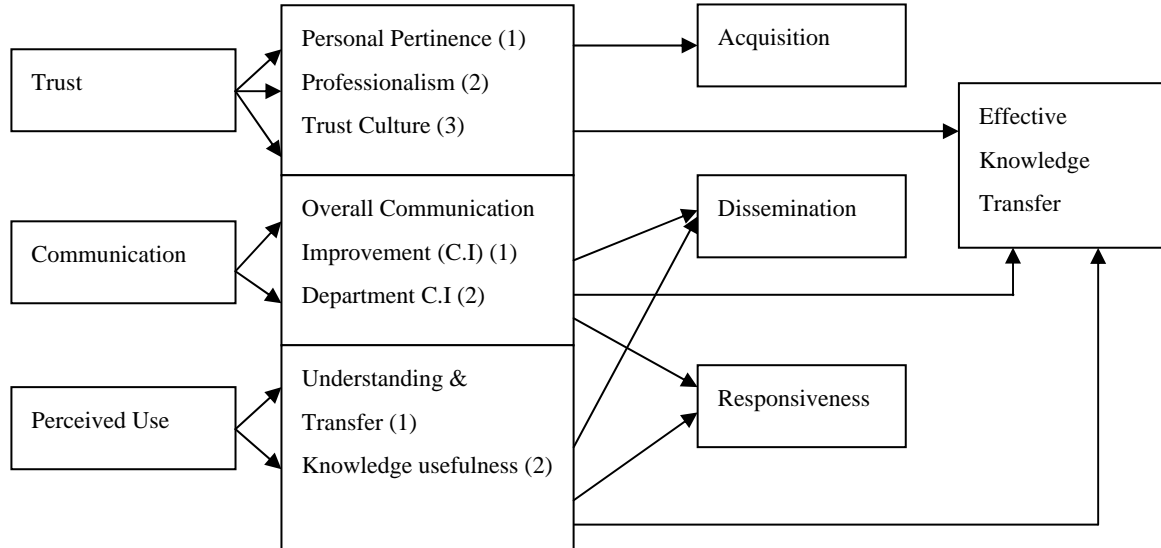 Trust
Personal Pertinence (1)
Professionalism (2)
Trust Culture (3)
Acquisition
Effective
Knowledge
Transfer
Communication
Overall Communication
Improvement (C.I) (1)
Department C.I (2)
Dissemination
Perceived Use
Understanding &
Transfer (1)
Knowledge usefulness (2)
Responsiveness